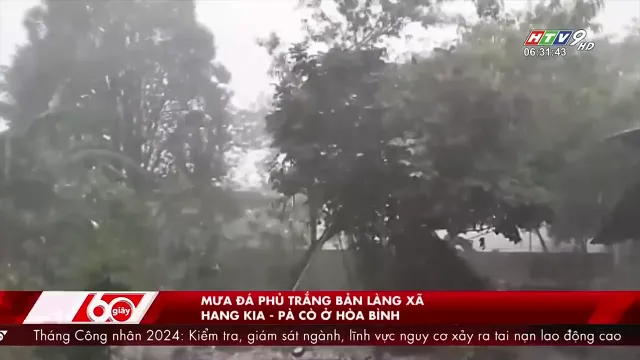 HTV9 HD
06:31:43
60 giây
MƯA ĐÁ PHỦ TRẮNG BẢN LÀNG XÃ
HANG KIA - PÀ CÒ Ở HÒA BÌNH
Tháng Công nhân 2024: Kiểm tra, giám sát ngành, lĩnh vực nguy cơ xảy ra tai nạn lao động cao